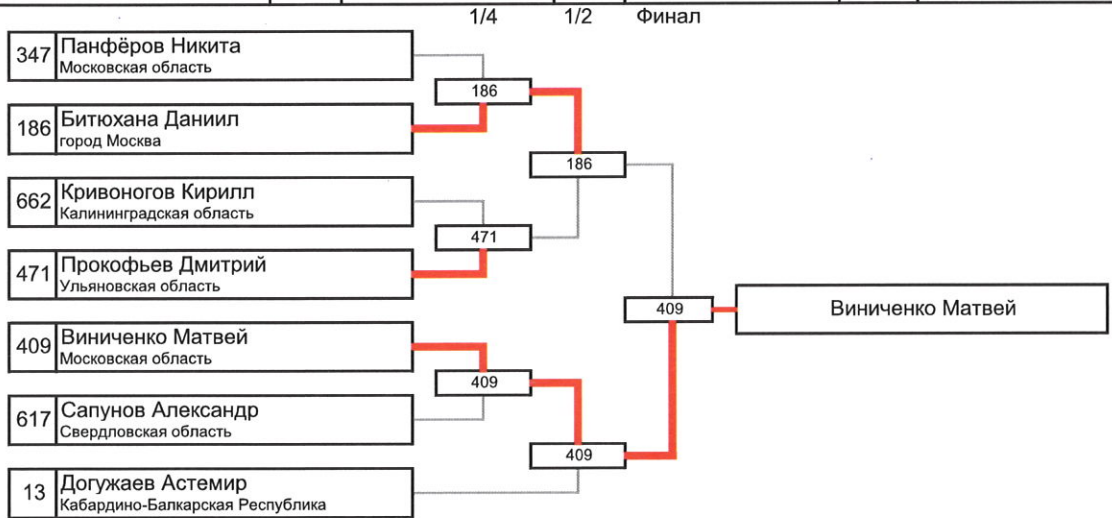 1/4 1/2 Финал
347 Панфёров Никита
Московская область
186
186 Битюхана Даниил
город Москва
186
662 Кривоногов Кирилл
Калининградская область
471
471 Прокофьев Дмитрий
Ульяновская область
409 Виниченко Матвей
409 Виниченко Матвей
Московская область
409
617 Сапунов Александр
Свердловская область
409
13 Догужаев Астемир
Кабардино-Балкарская Республика